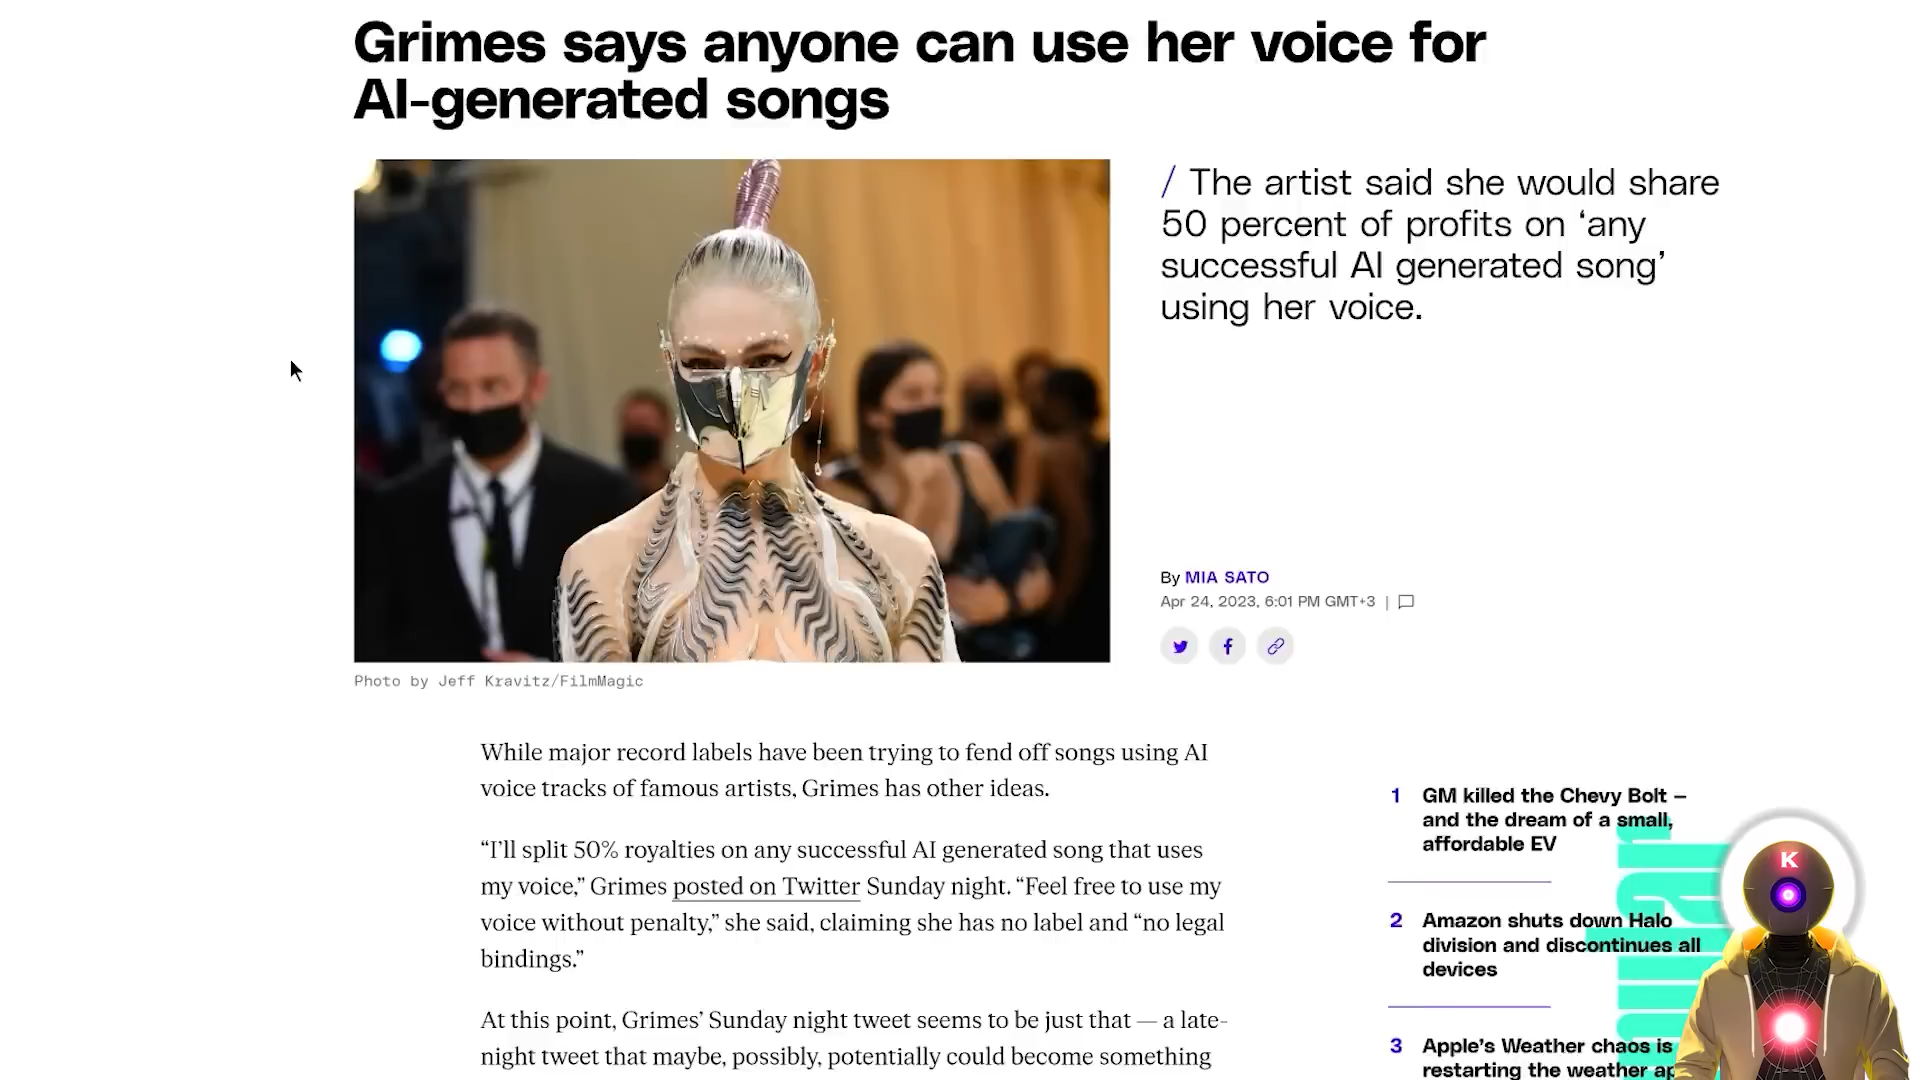 Grimes says anyone can use her voice for
AI-generated songs
/ The artist said she would share
50 percent of profits on ‘any
successful AI generated song’
using her voice.
By MIA SATO
Apr 24, 2023, 6:01 PM GMT+3 |
Photo by Jeff Kravitz/FilmMagic
While major record labels have been trying to fend off songs using AI
voice tracks of famous artists, Grimes has other ideas.
“I’ll split 50% royalties on any successful AI generated song that uses
my voice,” Grimes posted on Twitter Sunday night. “Feel free to use my
voice without penalty,” she said, claiming she has no label and “no legal
bindings.”
At this point, Grimes’ Sunday night tweet seems to be just that — a late-
night tweet that maybe, possibly, potentially could become something
1 GM killed the Chevy Bolt —
and the dream of a small,
affordable EV
2 Amazon shuts down Halo
division and discontinues all
devices
3 Apple’s Weather chaos is
restarting the weather
K